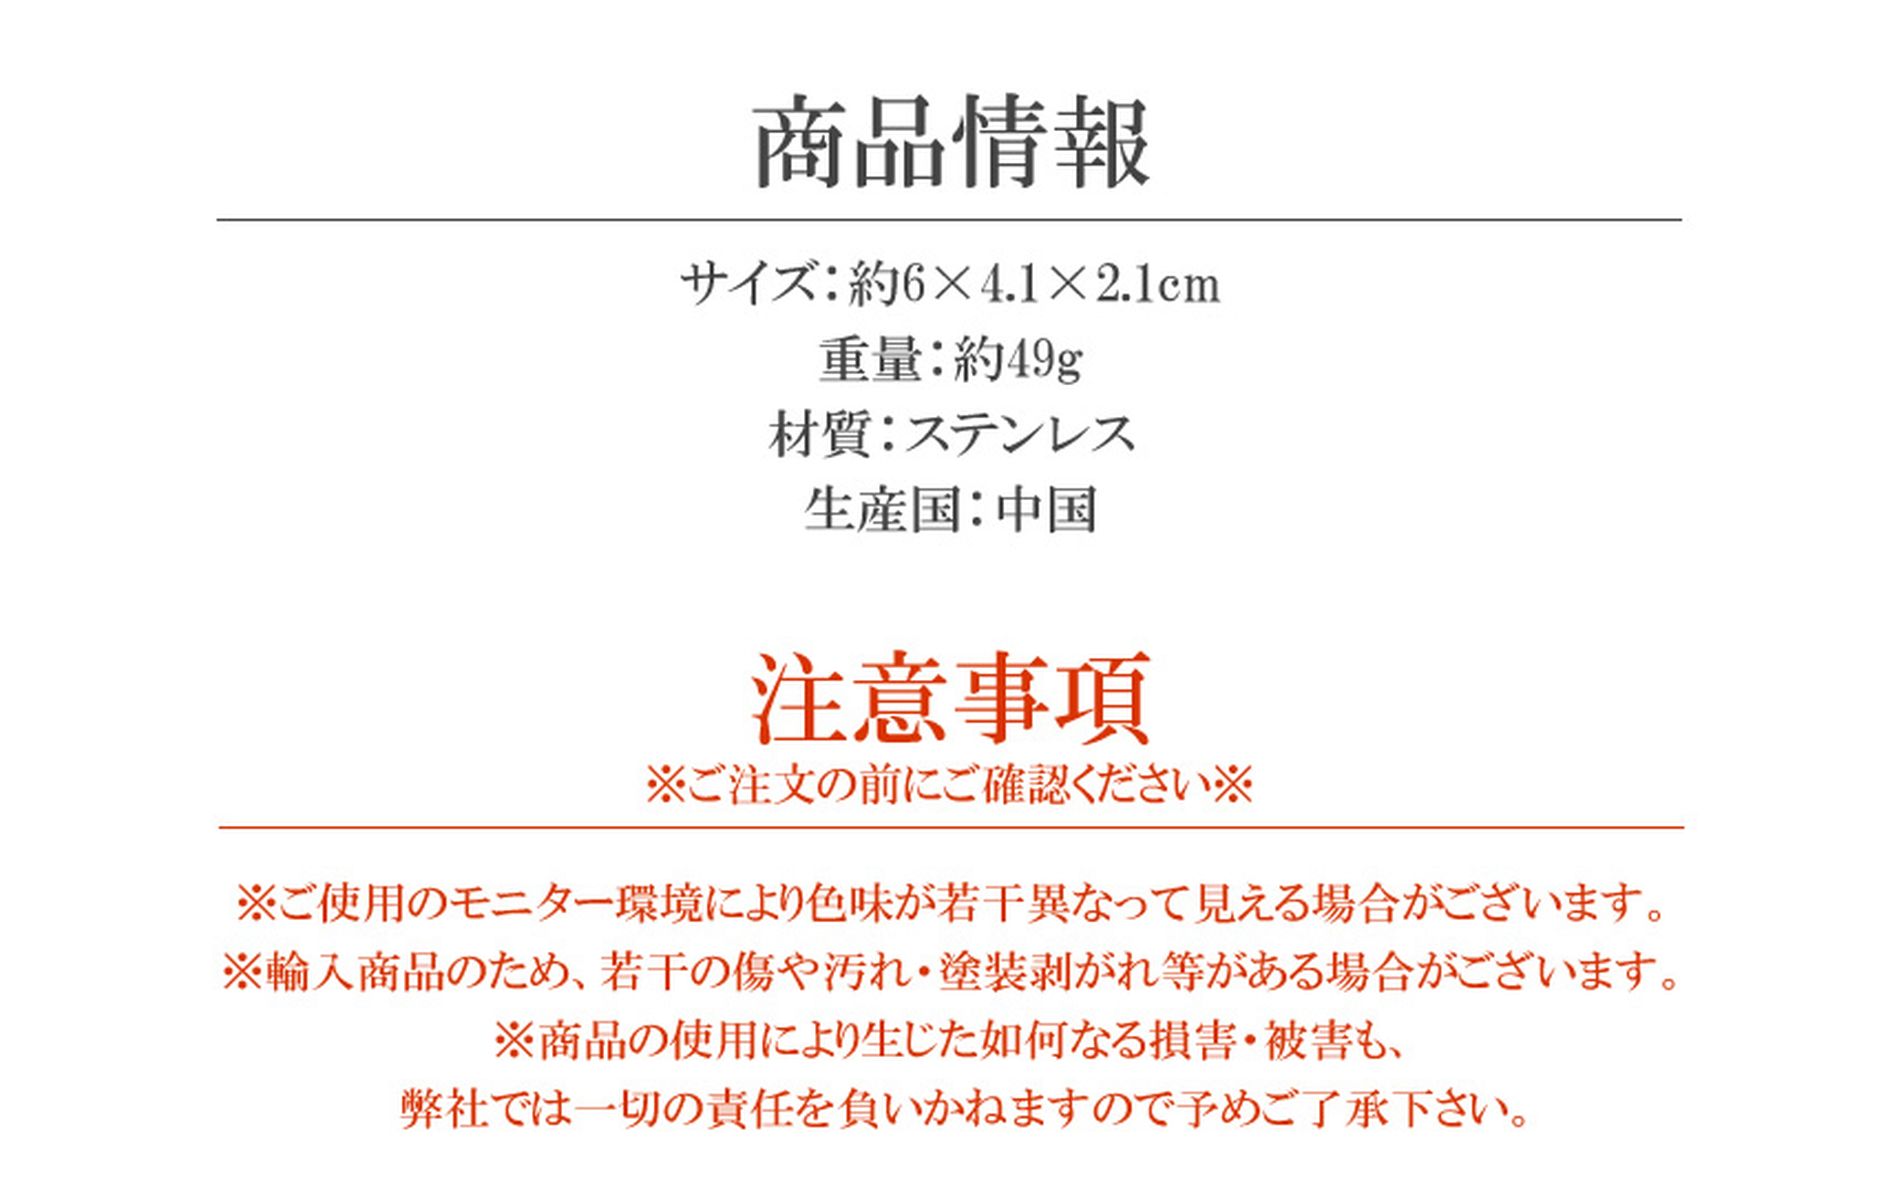 商品情報
サイズ：約6×4.1×2.1cm
重量：約49g
材質：ステンレス
生産国：中国
注意事項
※ご注文の前にご確認ください※
※ご使用のモニター環境により色味が若干異なって見える場合がございます。
※輸入商品のため、若干の傷や汚れ・塗装剥がれ等がある場合がございます。
※商品の使用により生じた如何なる損害・被害も、
弊社では一切の責任を負いかねますので予めご了承下さい。